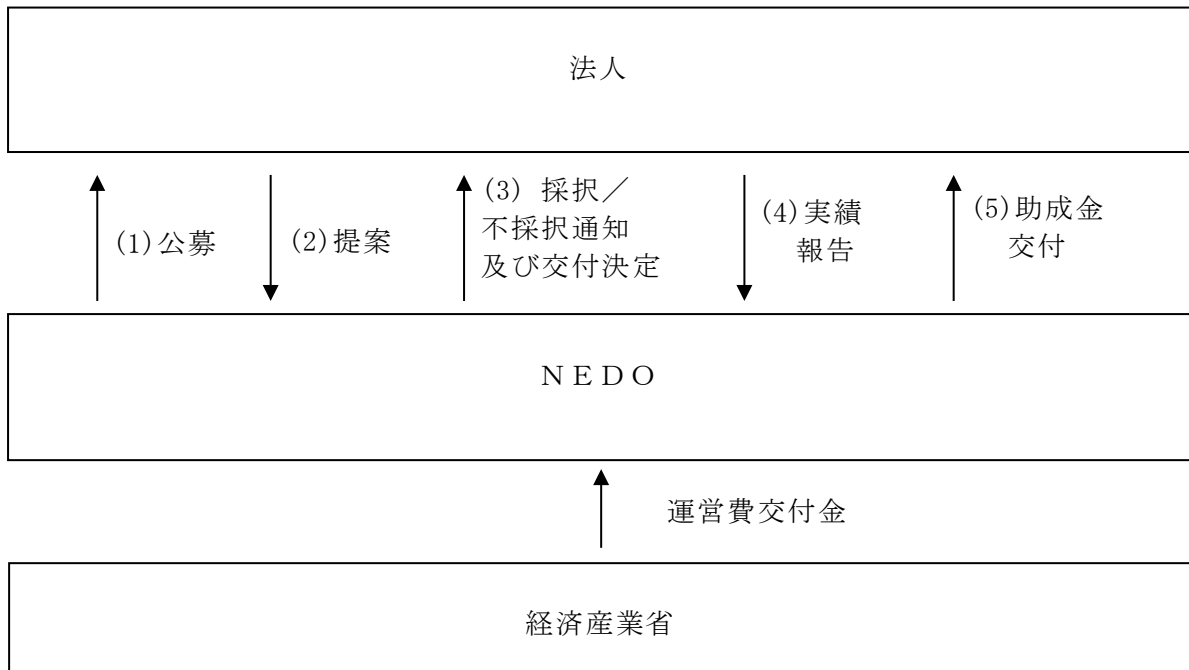 法人
(1)公募
(2)提案
(3) 採択／
不採択通知
及び交付決定
(4)実績
報告
(5)助成金
交付
ＮＥＤＯ
運営費交付金
経済産業省